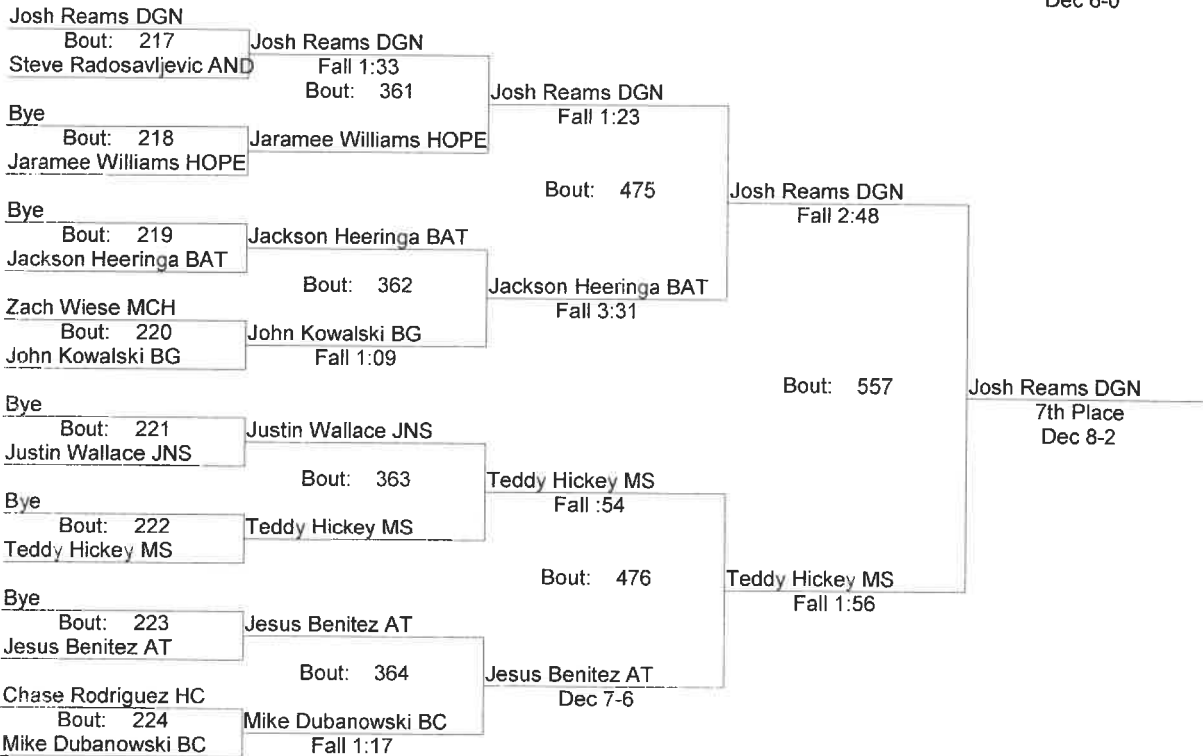 Dec 6-0
Josh Reams DGN
Bout: 217
Steve Radosavljevic AND
Bye
Bout: 218
Jaramee Williams HOPE
Bye
Bout: 219
Jackson Heeringa BAT
Zach Wiese MCH
Bout: 220
John Kowalski BG
Bye
Bout: 221
Justin Wallace JNS
Bye
Bout: 222
Teddy Hickey MS
Bye
Bout: 223
Jesus Benitez AT
Chase Rodriguez HC
Bout: 224
Mike Dubanowski BC
Josh Reams DGN
Fall 1:33
Bout: 361
Jaramee Williams HOPE
Jackson Heeringa BAT
Bout: 362
John Kowalski BG
Fall 1:09
Justin Wallace JNS
Bout: 363
Teddy Hickey MS
Jesus Benitez AT
Bout: 364
Mike Dubanowski BC
Fall 1:17
Josh Reams DGN
Fall 1:23
Bout: 475
Jackson Heeringa BAT
Fall 3:31
Teddy Hickey MS
Fall :54
Bout: 476
Jesus Benitez AT
Dec 7-6
Josh Reams DGN
Fall 2:48
Bout: 557
Teddy Hickey MS
Fall 1:56
Josh Reams DGN
7th Place
Dec 8-2